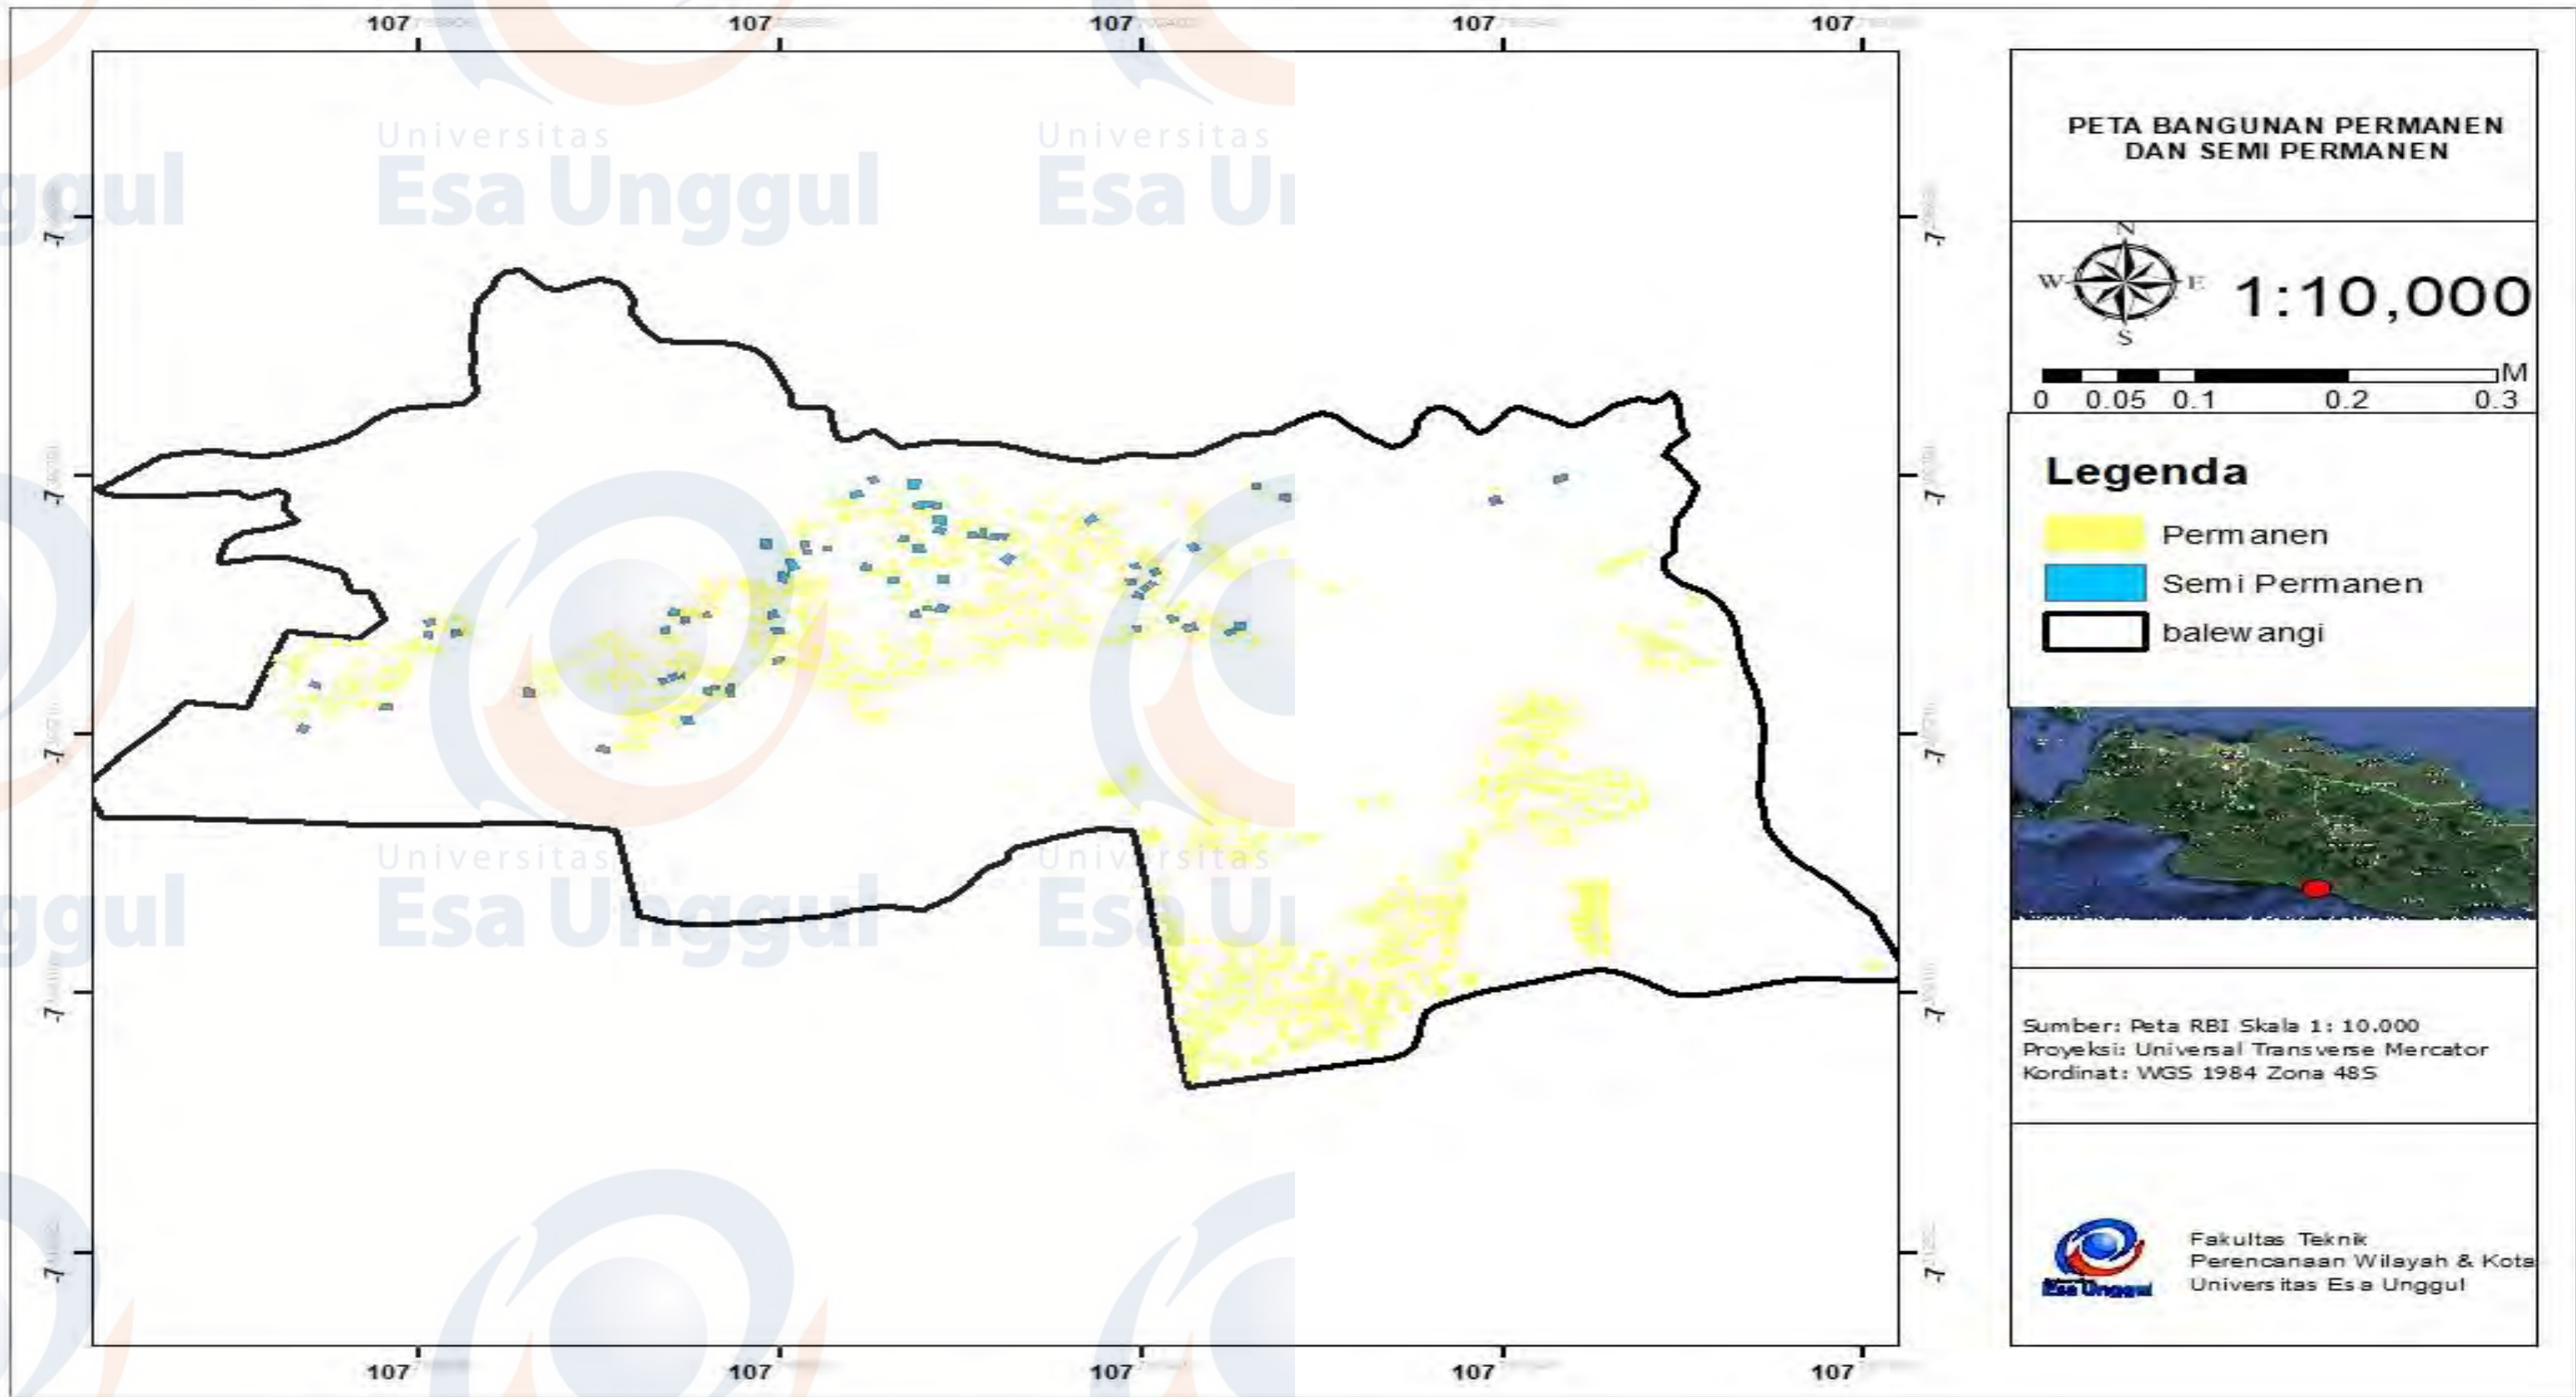 107 107 107 107 107
Universitas Universitas
ggul Esa Unggul Esa U
-7 -7
-7 -7
-7 -7
Universitas Universitas
ggul Esa Unggul Esa U
-7 -7
-7 -7
107 107 107 107 107
PETA BANGUNAN PERMANEN
DAN SEMI PERMANEN
N
W E
S
1:10,000
M
0 0.05 0.1 0.2 0.3
Legenda
Permanen
Semi Permanen
balewangi
Sumber: Peta RBI Skala 1: 10.000
Proyeksi: Universal Transverse Mercator
Kordinat: WGS 1984 Zona 48S
Esa Unggul
Fakultas Teknik
Perencanaan Wilayah & Kota
Universitas Esa Unggul